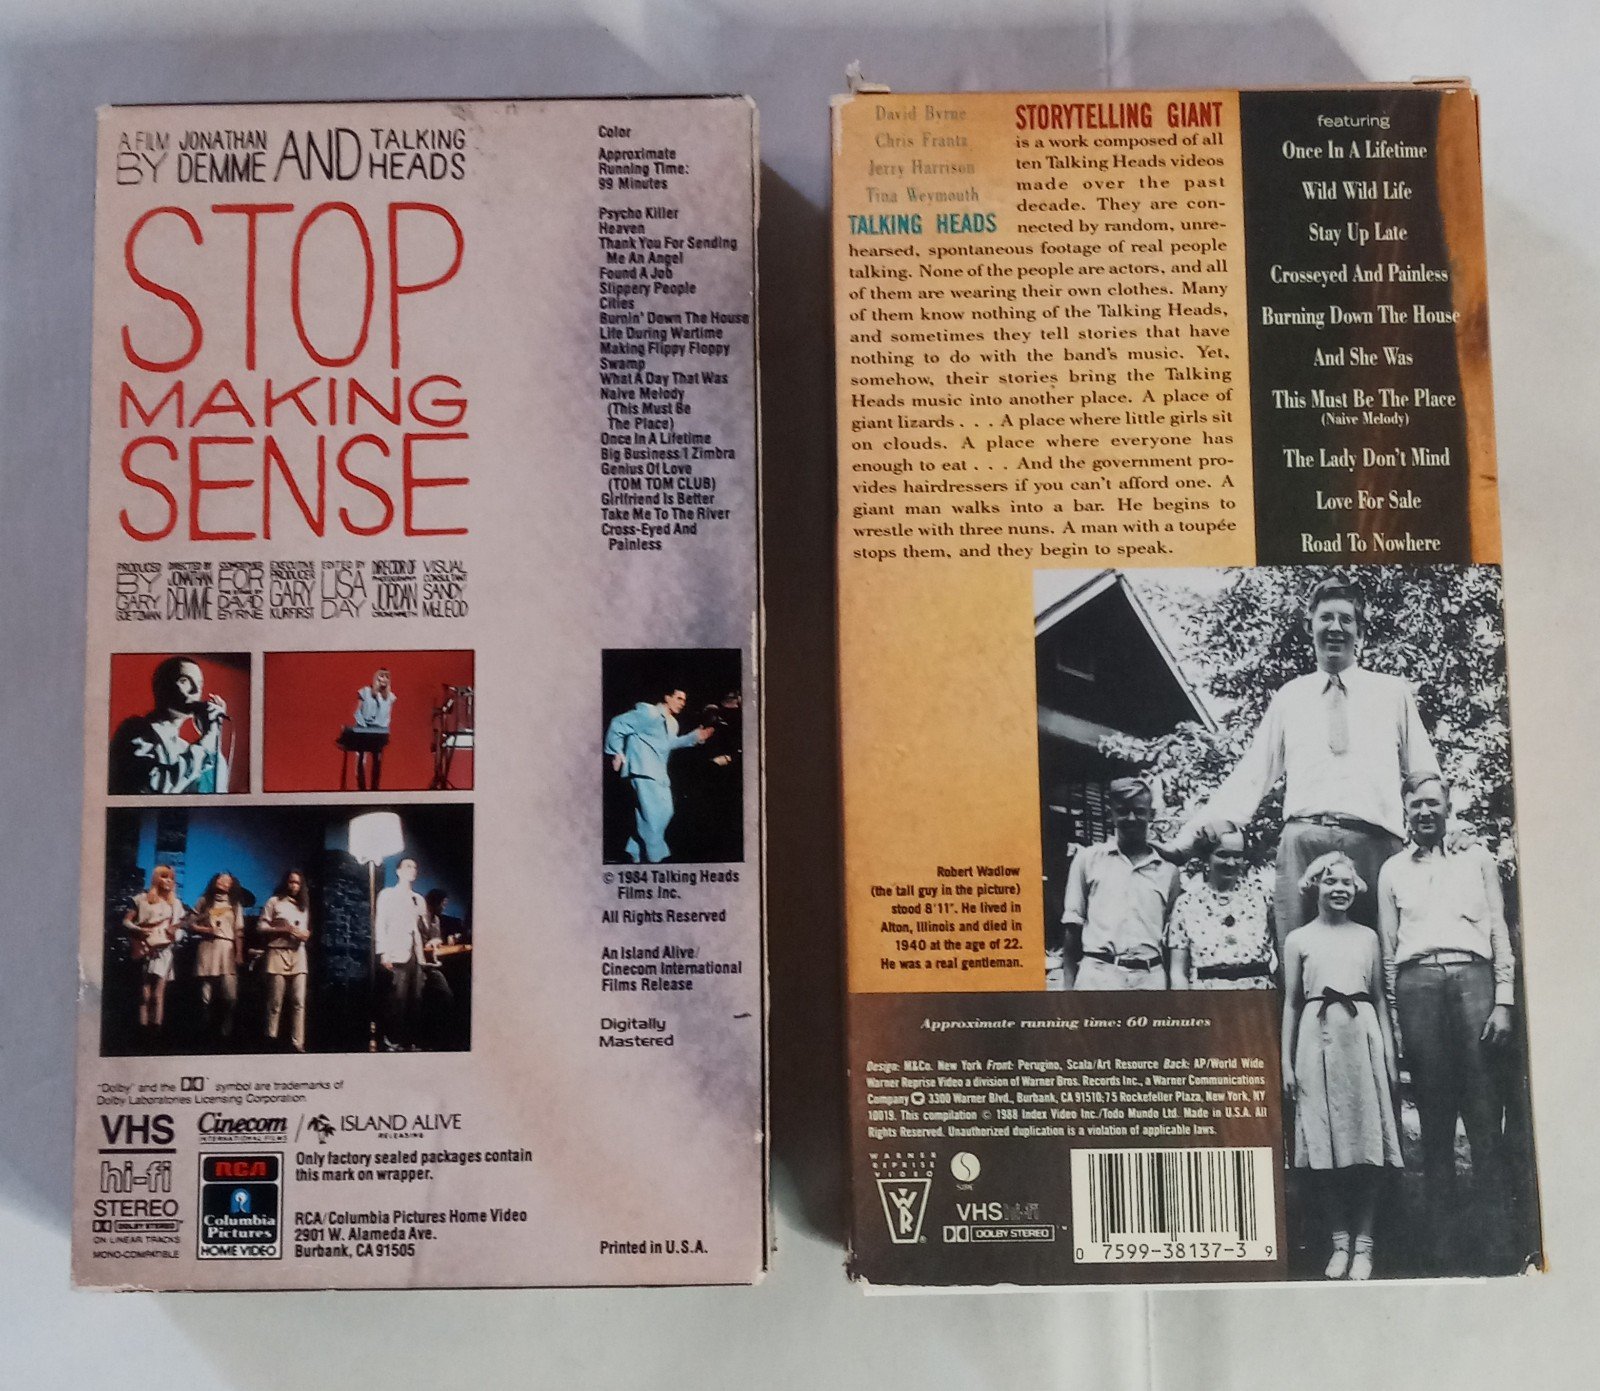 A FILM BY JONATHAN DEMME AND TALKING HEADS
STOP
MAKING
SENSE
PRODUCED BY GARY GOETZMAN
DIRECTED BY JONATHAN DEMME
CONCEIVED FOR THE STAGE BY DAVID BYRNE
EXECUTIVE PRODUCER GARY KURFIRST
EDITED BY LISA DAY
DIRECTOR OF PHOTOGRAPHY JORDAN CRONENWETH
VISUAL CONSULTANT SANDY McLEOD
Color
Approximate
Running Time:
99 Minutes
Psycho Killer
Heaven
Thank You For Sending
Me An Angel
Found A Job
Slippery People
Cities
Burnin' Down The House
Life During Wartime
Making Flippy Floppy
Swamp
What A Day That Was
Naive Melody
(This Must Be
The Place)
Once In A Lifetime
Big Business/I Zimbra
Genius Of Love
(TOM TOM CLUB)
Girlfriend Is Better
Take Me To The River
Cross-Eyed And
Painless
© 1984 Talking Heads
Films Inc.
All Rights Reserved
An Island Alive/
Cinecom International
Films Release
Digitally
Mastered
"Dolby" and the DD symbol are trademarks of
Dolby Laboratories Licensing Corporation
VHS
Cinecom
INTERNATIONAL FILMS
/
ISLAND ALIVE
RELEASING
hi-fi
STEREO
DOLBY STEREO
ON LINEAR TRACKS
MONO-COMPATIBLE
RCA
Columbia
Pictures
HOME VIDEO
Only factory sealed packages contain
this mark on wrapper.
RCA/Columbia Pictures Home Video
2901 W. Alameda Ave.
Burbank, CA 91505
Printed in U.S.A.
David Byrne
Chris Frantz
Jerry Harrison
Tina Weymouth
TALKING HEADS
STORYTELLING GIANT
is a work composed of all
ten Talking Heads videos
made over the past
decade. They are con-
nected by random, unre-
hearsed, spontaneous footage of real people
talking. None of the people are actors, and all
of them are wearing their own clothes. Many
of them know nothing of the Talking Heads,
and sometimes they tell stories that have
nothing to do with the band's music. Yet,
somehow, their stories bring the Talking
Heads music into another place. A place of
giant lizards . . . A place where little girls sit
on clouds. A place where everyone has
enough to eat . . . And the government pro-
vides hairdressers if you can't afford one. A
giant man walks into a bar. He begins to
wrestle with three nuns. A man with a toupée
stops them, and they begin to speak.
featuring
Once In A Lifetime
Wild Wild Life
Stay Up Late
Crosseyed And Painless
Burning Down The House
And She Was
This Must Be The Place
(Naive Melody)
The Lady Don't Mind
Love For Sale
Road To Nowhere
Robert Wadlow
(the tall guy in the picture)
stood 8'11". He lived in
Alton, Illinois and died in
1940 at the age of 22.
He was a real gentleman.
Approximate running time: 60 minutes
Design: M&Co. New York Front: Perugino, Scala/Art Resource Back: AP/World Wide
Warner Reprise Video a division of Warner Bros. Records Inc., a Warner Communications
Company 3300 Warner Blvd., Burbank, CA 91510; 75 Rockefeller Plaza, New York, NY
10019. This compilation © 1988 Index Video Inc./Todo Mundo Ltd. Made in U.S.A. All
Rights Reserved. Unauthorized duplication is a violation of applicable laws.
WARNER
REPRISE
VIDEO
WR
®
SIRE
VHS hi-fi
DOLBY STEREO ™
0 7599-38137-3 9